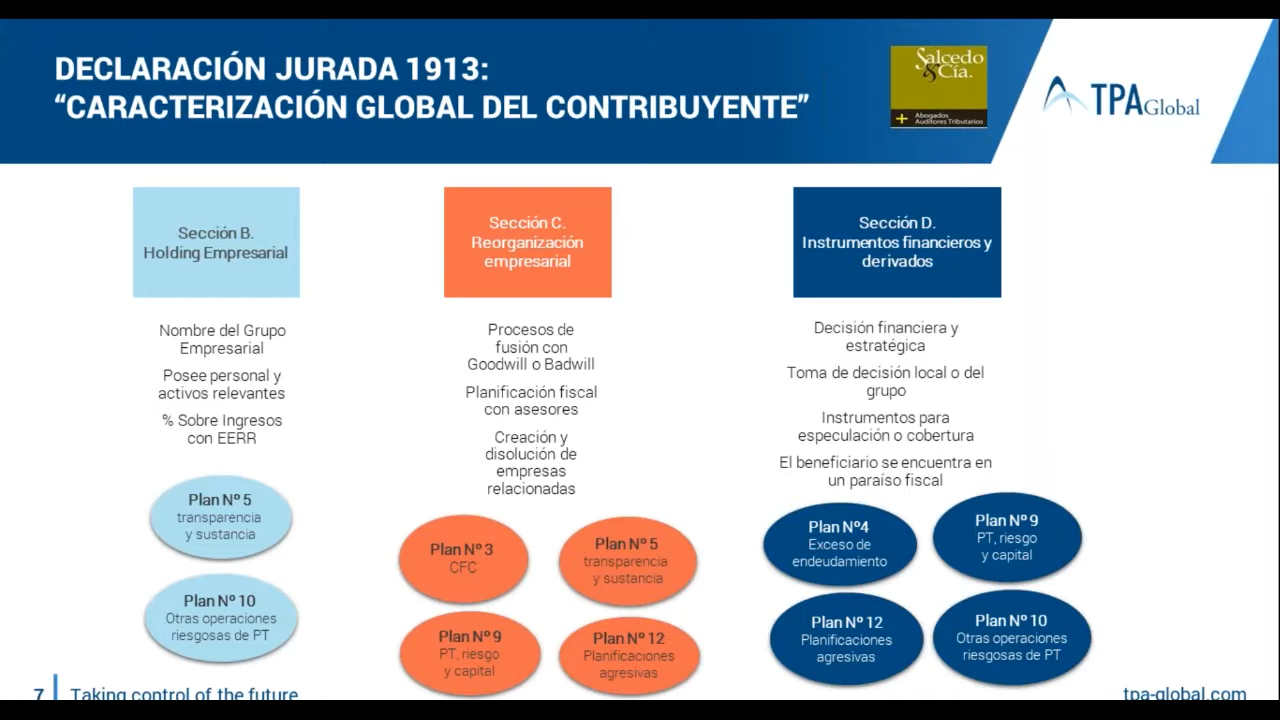 DECLARACIÓN JURADA 1913:
“CARACTERIZACIÓN GLOBAL DEL CONTRIBUYENTE”
Salcedo
& Cía.
+ Abogados
Auditores Tributarios
TPA Global
Sección B.
Holding Empresarial
Nombre del Grupo
Empresarial
Posee personal y
activos relevantes
% Sobre Ingresos
con EERR
Plan Nº 5
transparencia
y sustancia
Plan Nº 10
Otras operaciones
riesgosas de PT
Sección C.
Reorganización
empresarial
Procesos de
fusión con
Goodwill o Badwill
Planificación fiscal
con asesores
Creación y
disolución de
empresas
relacionadas
Plan Nº 3
CFC
Plan Nº 5
transparencia
y sustancia
Plan Nº 9
PT, riesgo
y capital
Plan Nº 12
Planificaciones
agresivas
Sección D.
Instrumentos financieros y
derivados
Decisión financiera y
estratégica
Toma de decisión local o del
grupo
Instrumentos para
especulación o cobertura
El beneficiario se encuentra en
un paraíso fiscal
Plan Nº4
Exceso de
endeudamiento
Plan Nº 9
PT, riesgo
y capital
Plan Nº 12
Planificaciones
agresivas
Plan Nº 10
Otras operaciones
riesgosas de PT
7 Taking control of the future
tpa-global.com